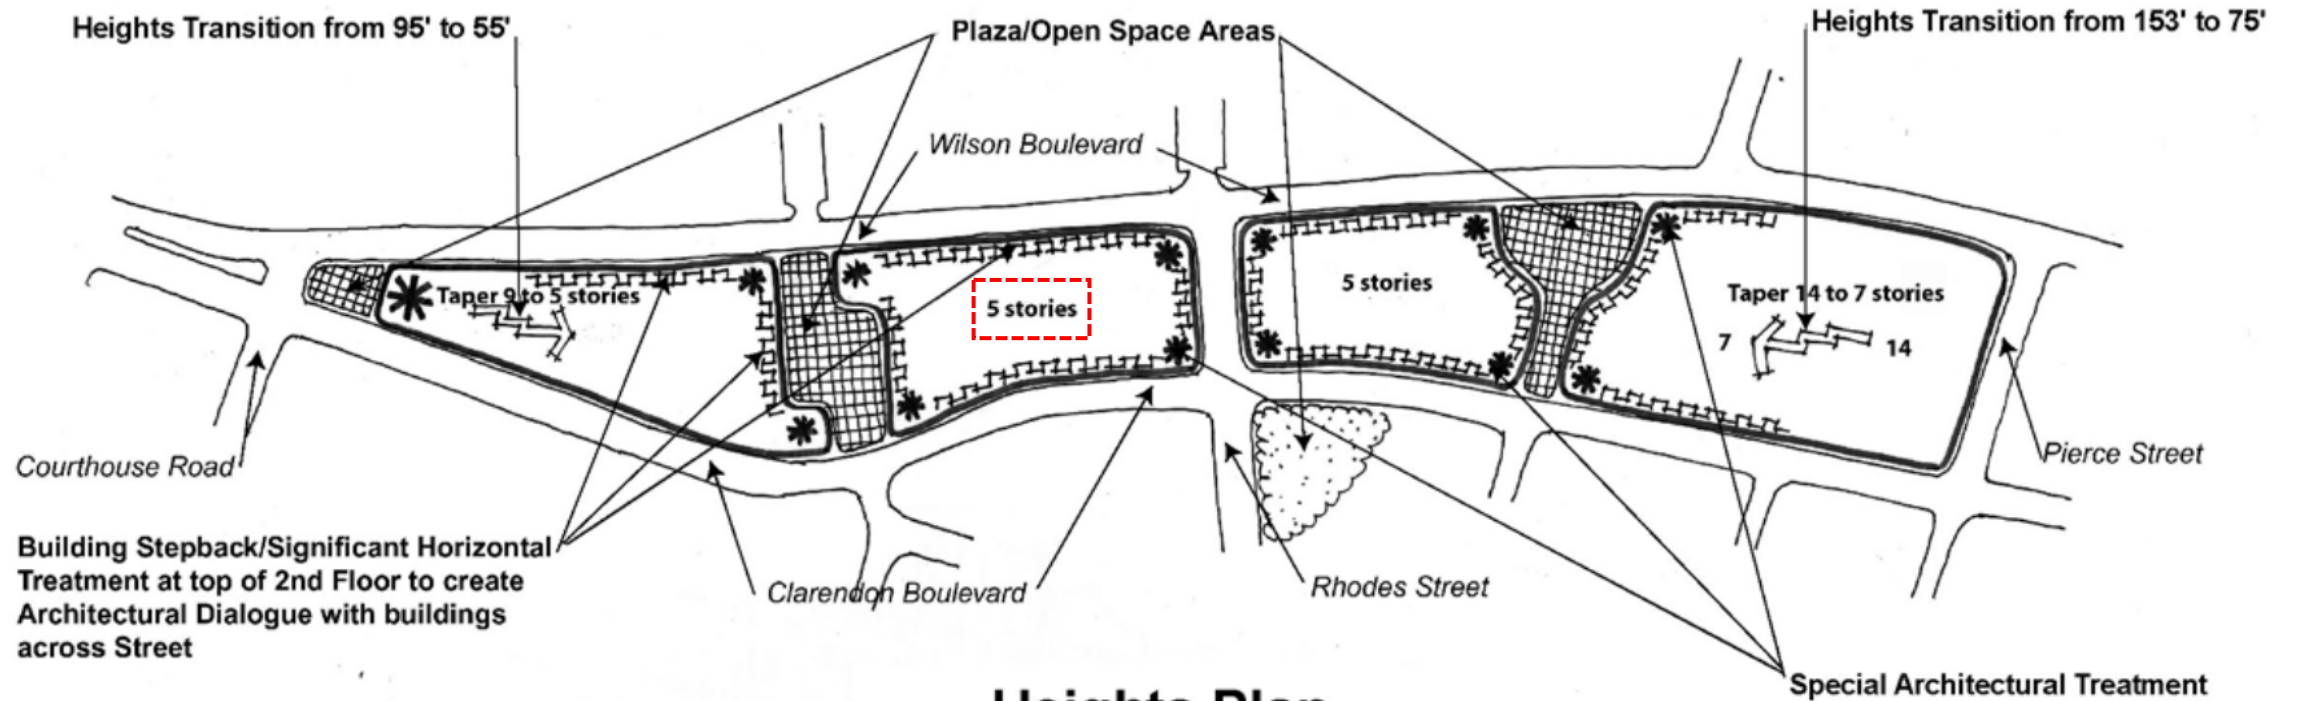 Heights Transition from 95' to 55'
Plaza/Open Space Areas
Heights Transition from 153' to 75'
Wilson Boulevard
Taper 9 to 5 stories
5 stories
5 stories
Taper 14 to 7 stories
7
14
Courthouse Road
Pierce Street
Building Stepback/Significant Horizontal
Treatment at top of 2nd Floor to create
Architectural Dialogue with buildings
across Street
Clarendon Boulevard
Rhodes Street
Special Architectural Treatment
Heights Plan